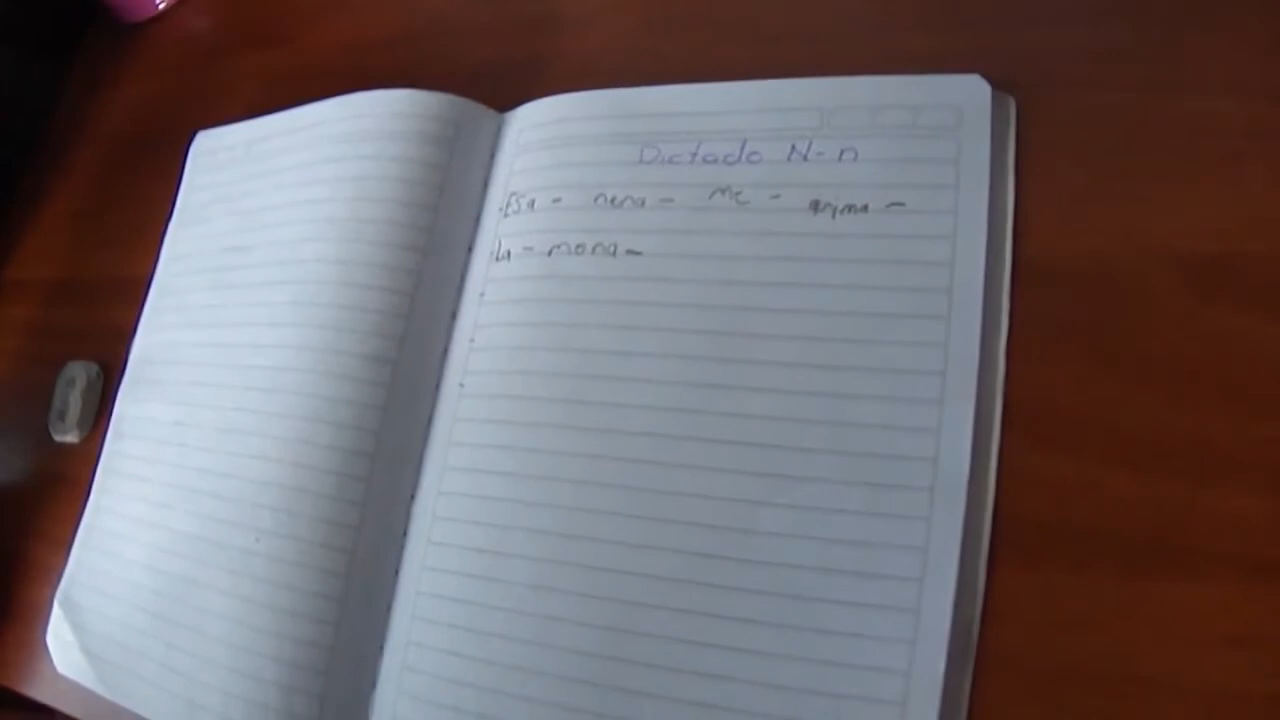 Dictado N-n
Esa - nena - me -
la - mona -